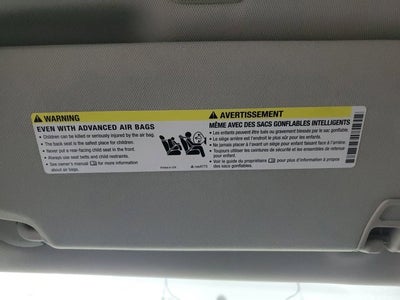 WARNING
EVEN WITH ADVANCED AIR BAGS
• Children can be killed or seriously injured by the air bag.
• The back seat is the safest place for children.
• Never put a rear-facing child seat in the front.
• Always use seat belts and child restraints.
• See owner's manual for more information
about air bags.
AVERTISSEMENT
MÊME AVEC DES SACS GONFLABLES INTELLIGENTS
• Les enfants peuvent être tués ou gravement blessés par le sac gonflable.
• Le siège arrière est l'endroit le plus sûr pour les enfants.
• Ne jamais placer à l'avant un siège pour enfant faisant face à l'arrière.
• Toujours utiliser les ceintures de sécurité et les ensembles de retenue pour enfants.
• Voir le guide du propriétaire pour plus d'information à propos
des sacs gonflables.